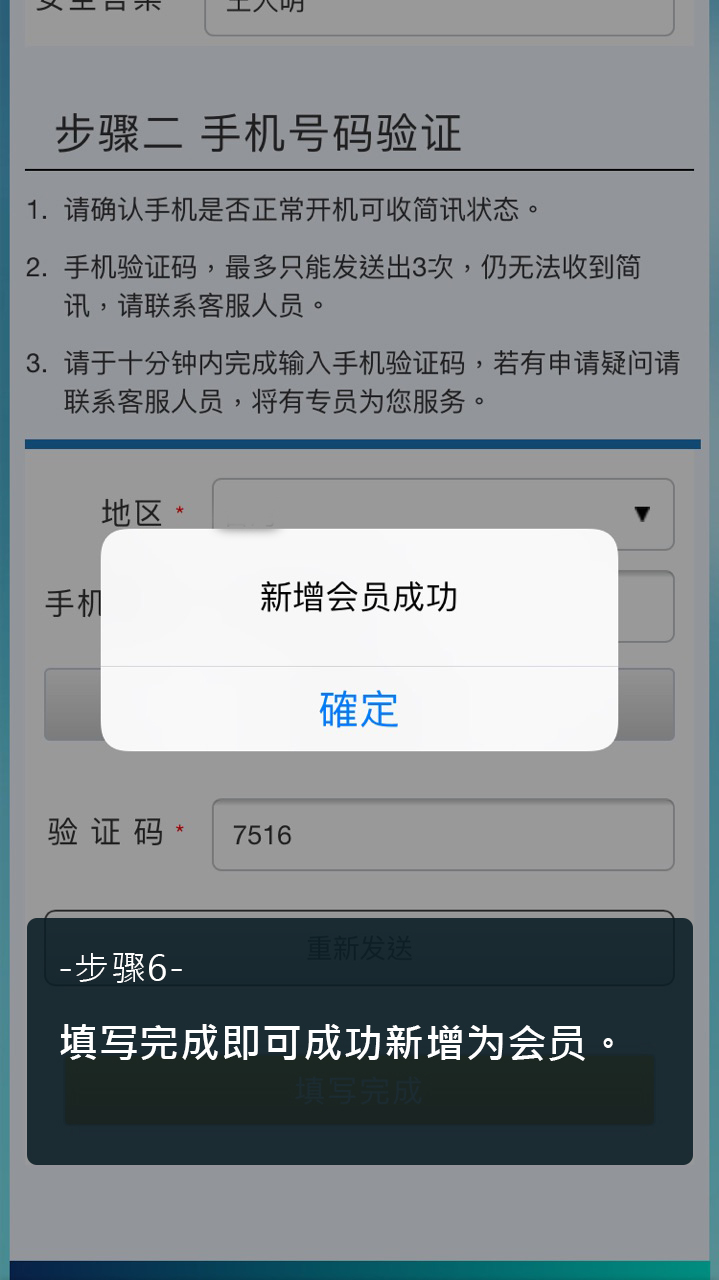 安全答案
王大明
步骤二 手机号码验证
1. 请确认手机是否正常开机可收简讯状态。
2. 手机验证码，最多只能发送出3次，仍无法收到简
讯，请联系客服人员。
3. 请于十分钟内完成输入手机验证码，若有申请疑问请
联系客服人员，将有专员为您服务。
地区 * ▼
手机
新增会员成功
確定
验证码 * 7516
重新发送
-步骤6-
填写完成即可成功新增为会员。
填写完成